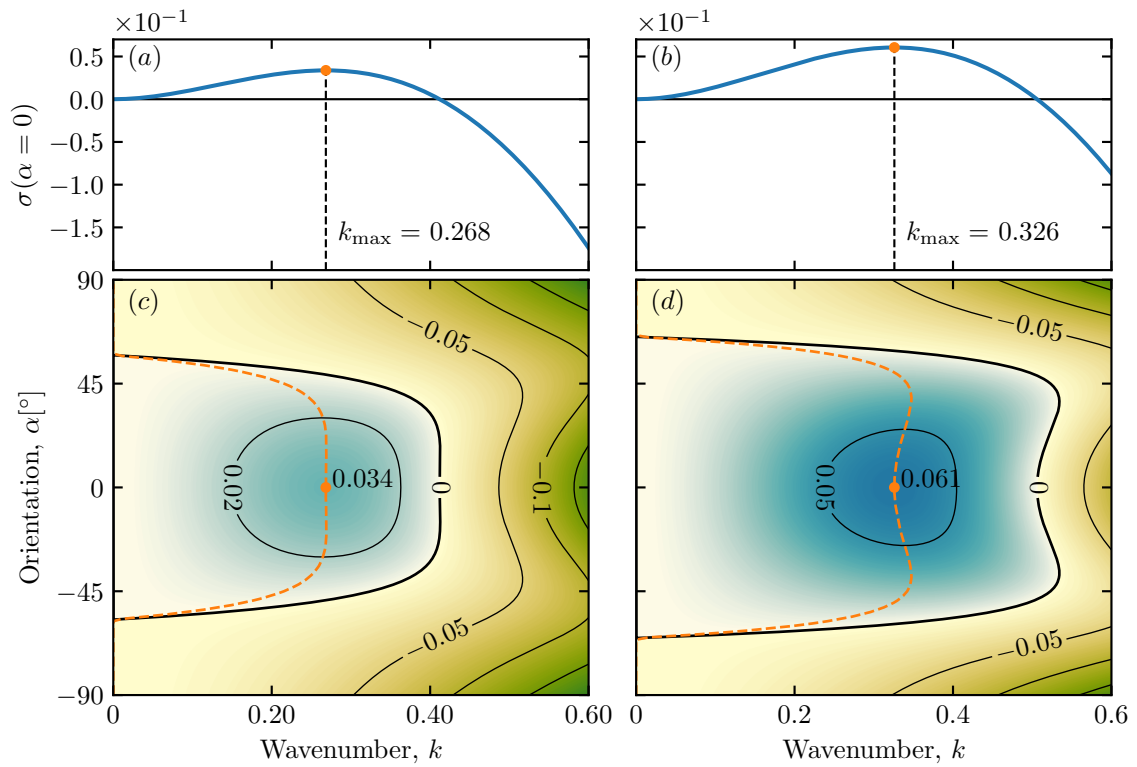 ×10⁻¹ ×10⁻¹
(a) (b)
0.5
0.0
−0.5
−1.0
−1.5
σ(α = 0)
k_max = 0.268 k_max = 0.326
(c) (d)
90
45
0
−45
−90
Orientation, α[°]
−0.05 −0.05
0.02 0.034 0 −0.1 0.05 0.061 0
−0.05 −0.05
0 0.20 0.40 0.60 0 0.2 0.4 0.6
Wavenumber, k Wavenumber, k